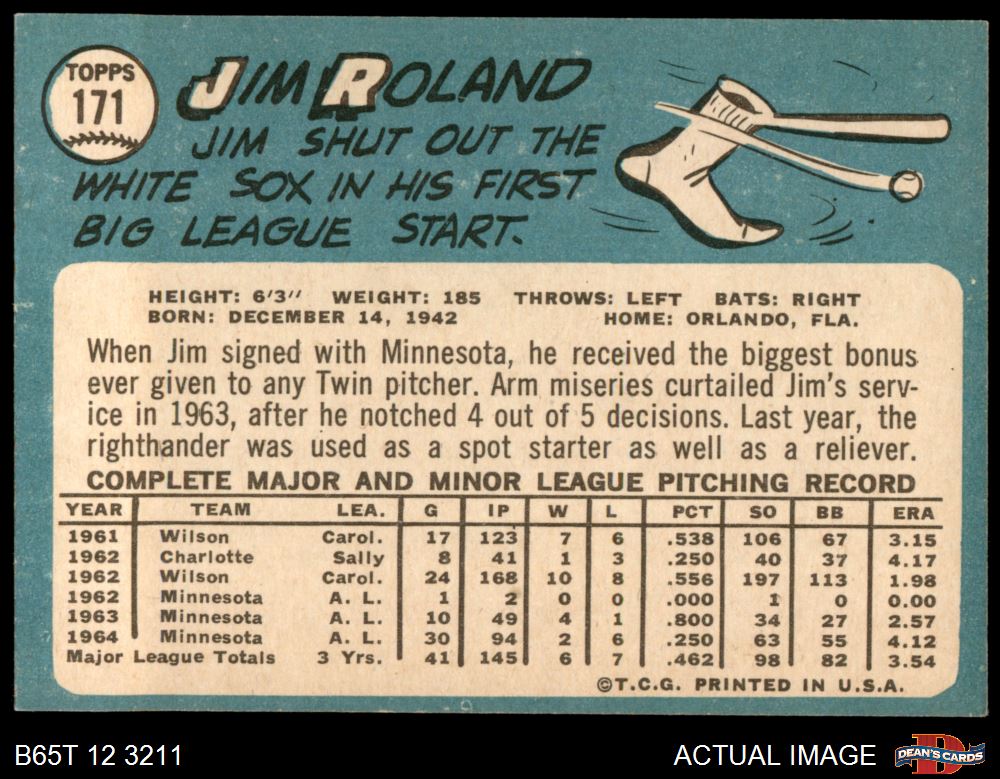 TOPPS
171
JIM ROLAND
JIM SHUT OUT THE
WHITE SOX IN HIS FIRST
BIG LEAGUE START.
HEIGHT: 6'3" WEIGHT: 185 THROWS: LEFT BATS: RIGHT
BORN: DECEMBER 14, 1942 HOME: ORLANDO, FLA.
When Jim signed with Minnesota, he received the biggest bonus
ever given to any Twin pitcher. Arm miseries curtailed Jim's serv-
ice in 1963, after he notched 4 out of 5 decisions. Last year, the
righthander was used as a spot starter as well as a reliever.
COMPLETE MAJOR AND MINOR LEAGUE PITCHING RECORD
YEAR TEAM LEA. G IP W L PCT SO BB ERA
1961 Wilson Carol. 17 123 7 6 .538 106 67 3.15
1962 Charlotte Sally 8 41 1 3 .250 40 37 4.17
1962 Wilson Carol. 24 168 10 8 .556 197 113 1.98
1962 Minnesota A. L. 1 2 0 0 .000 1 0 0.00
1963 Minnesota A. L. 10 49 4 1 .800 34 27 2.57
1964 Minnesota A. L. 30 94 2 6 .250 63 55 4.12
Major League Totals 3 Yrs. 41 145 6 7 .462 98 82 3.54
©T.C.G. PRINTED IN U.S.A.
B65T 12 3211 ACTUAL IMAGE DEAN'S CARDS